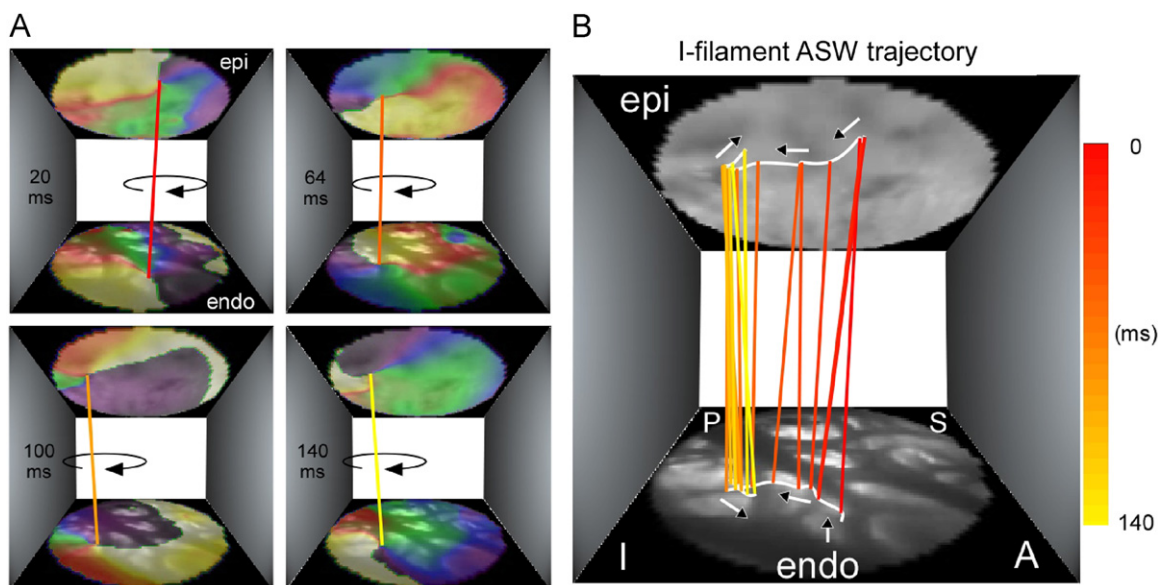 A
epi
20
ms
endo
64
ms
100
ms
140
ms
B
I-filament ASW trajectory
epi
0
(ms)
140
P
S
I
A
endo